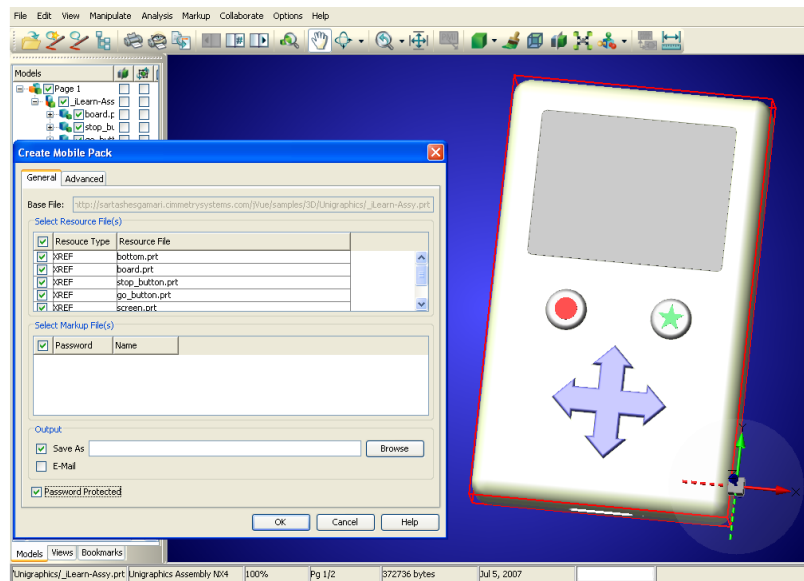 File Edit View Manipulate Analysis Markup Collaborate Options Help
Models
Page 1
_iLearn-Ass
board.p
stop_bu
go_butt
Create Mobile Pack
General Advanced
Base File: http://sartashesgamari.cimmetrysystems.com/jVue/samples/3D/Unigraphics/_iLearn-Assy.prt
Select Resource File(s)
Resouce Type Resource File
XREF bottom.prt
XREF board.prt
XREF stop_button.prt
XREF go_button.prt
XREF screen.prt
Select Markup File(s)
Password Name
Output
Save As Browse
E-Mail
Password Protected
OK Cancel Help
Y
X
Models Views Bookmarks
'Unigraphics/_iLearn-Assy.prt Unigraphics Assembly NX4 100% Pg 1/2 372736 bytes Jul 5, 2007